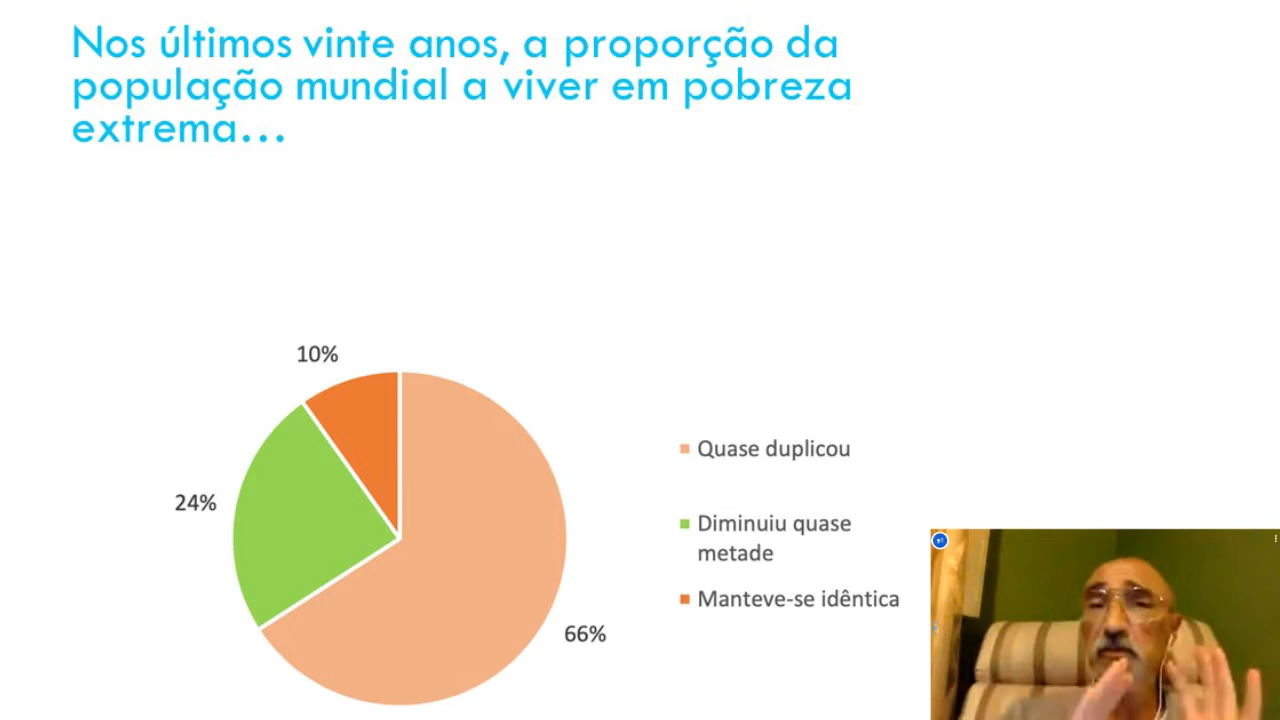 Nos últimos vinte anos, a proporção da
população mundial a viver em pobreza
extrema...
10%
24%
66%
Quase duplicou
Diminuiu quase
metade
Manteve-se idêntica